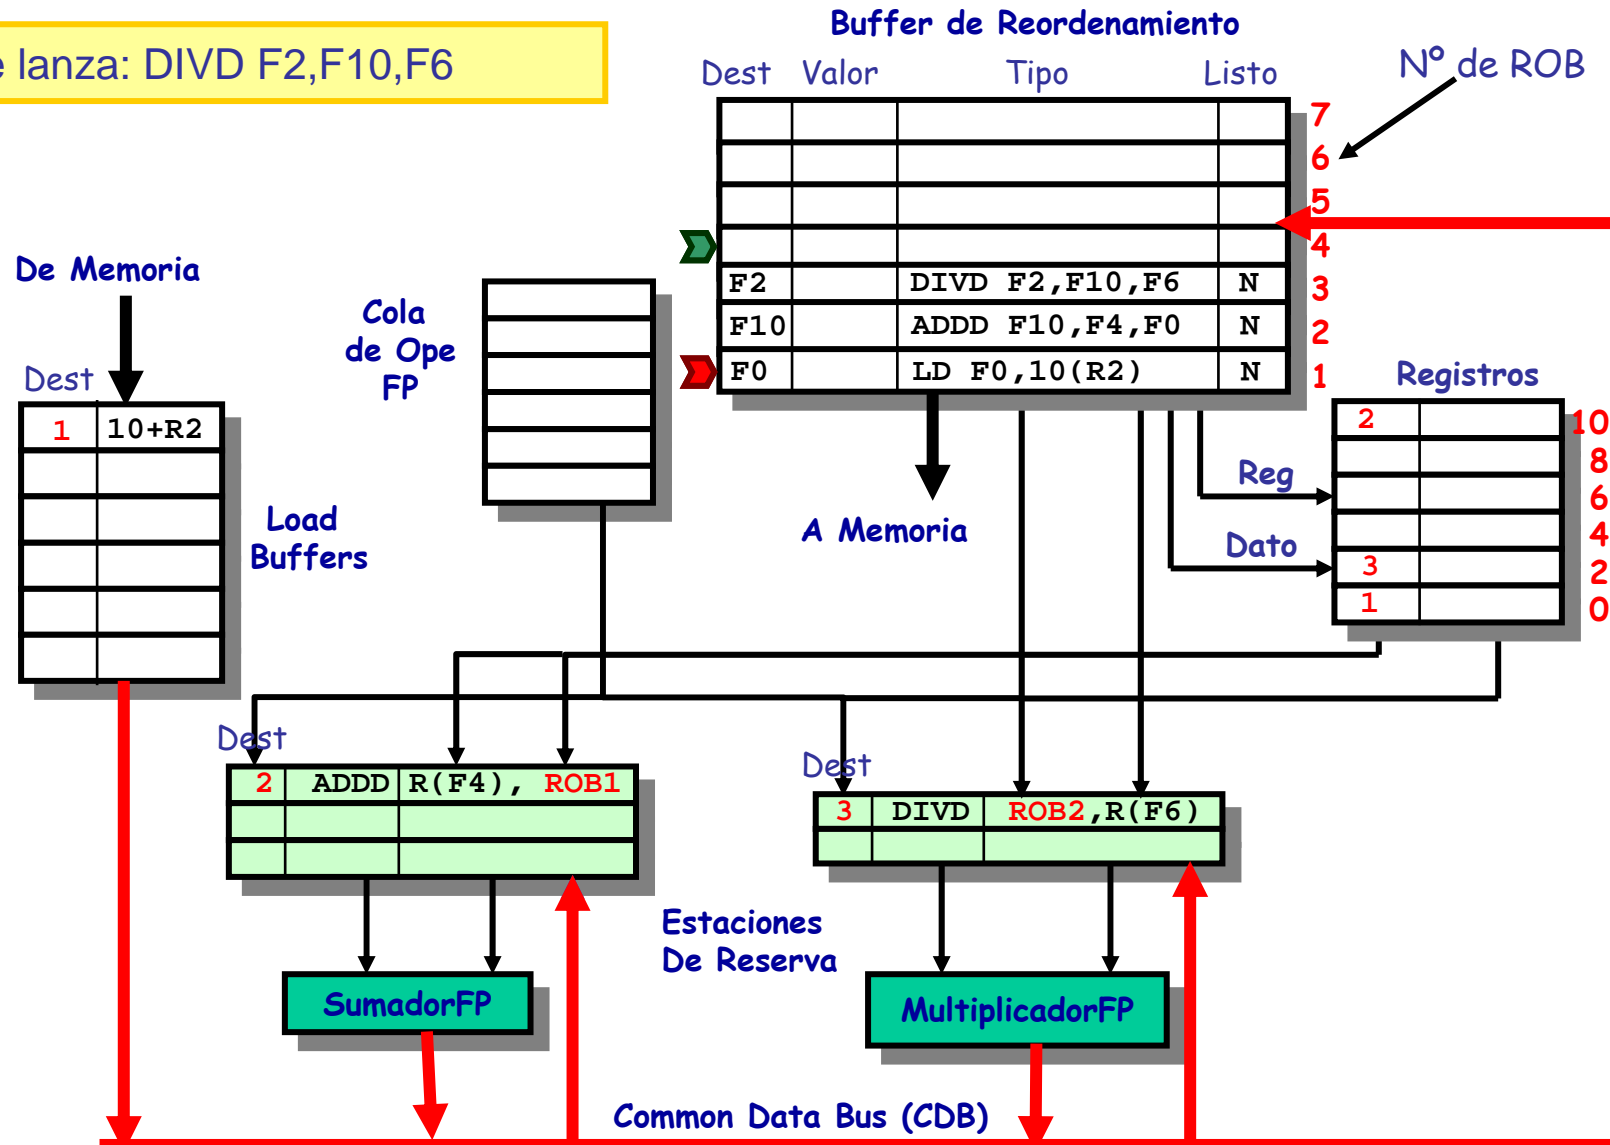 e lanza: DIVD F2,F10,F6
Buffer de Reordenamiento
Dest Valor Tipo Listo
Nº de ROB
7
6
5
4
F2 DIVD F2,F10,F6 N 3
F10 ADDD F10,F4,F0 N 2
F0 LD F0,10(R2) N 1
De Memoria
Dest
1 10+R2
Load
Buffers
Cola
de Ope
FP
A Memoria
Registros
2 10
8
6
4
3 2
1 0
Reg
Dato
Dest
2 ADDD R(F4), ROB1
Dest
3 DIVD ROB2,R(F6)
Estaciones
De Reserva
SumadorFP
MultiplicadorFP
Common Data Bus (CDB)